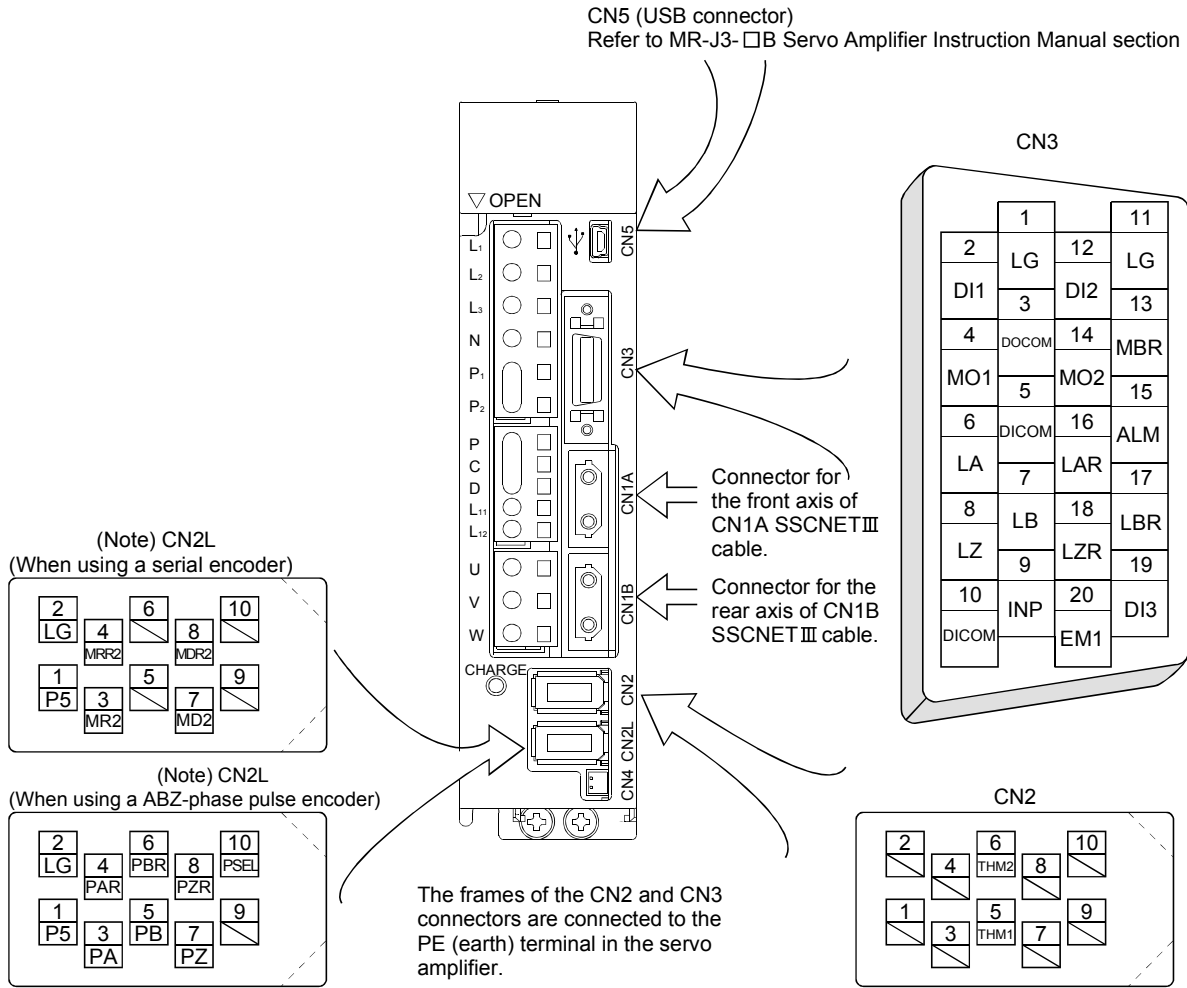 CN5 (USB connector)
Refer to MR-J3-□B Servo Amplifier Instruction Manual section
▽ OPEN
L1
L2
L3
N
P1
P2
P
C
D
L11
L12
U
V
W
CHARGE
CN5
CN3
CN1A
CN1B
CN2
CN2L
CN4
Connector for
the front axis of
CN1A SSCNETⅢ
cable.
Connector for the
rear axis of CN1B
SSCNETⅢ cable.
CN3
1 11
2 LG 12 LG
DI1 3 DI2 13
4 DOCOM 14 MBR
MO1 5 MO2 15
6 DICOM 16 ALM
LA 7 LAR 17
8 LB 18 LBR
LZ 9 LZR 19
10 INP 20 DI3
DICOM EM1
(Note) CN2L
(When using a serial encoder)
2 6 10
LG 4 8
MRR2 MDR2
1 5 9
P5 3 7
MR2 MD2
(Note) CN2L
(When using a ABZ-phase pulse encoder)
2 6 10
LG 4 PBR 8 PSEL
PAR PZR
1 5 9
P5 3 PB 7
PA PZ
The frames of the CN2 and CN3
connectors are connected to the
PE (earth) terminal in the servo
amplifier.
CN2
2 6 10
4 THM2 8
1 5 9
3 THM1 7